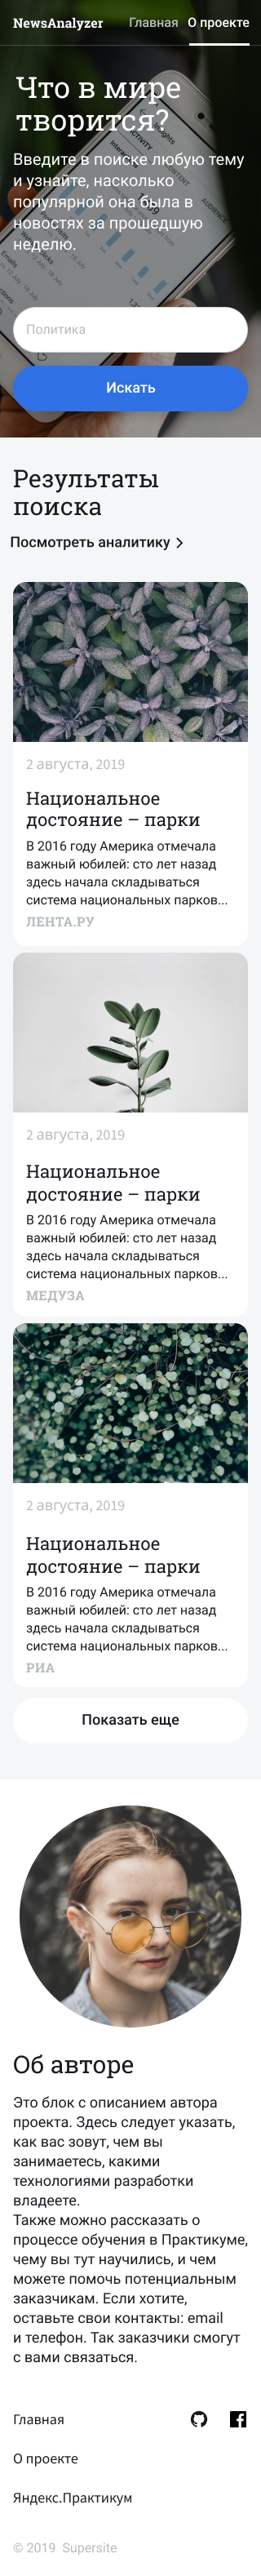 NewsAnalyzer Главная О проекте
Что в мире
творится?
Введите в поиске любую тему
и узнайте, насколько
популярной она была в
новостях за прошедшую
неделю.
Политика
Искать
Результаты
поиска
Посмотреть аналитику
2 августа, 2019
Национальное
достояние – парки
В 2016 году Америка отмечала
важный юбилей: сто лет назад
здесь начала складываться
система национальных парков...
ЛЕНТА.РУ
2 августа, 2019
Национальное
достояние – парки
В 2016 году Америка отмечала
важный юбилей: сто лет назад
здесь начала складываться
система национальных парков...
МЕДУЗА
2 августа, 2019
Национальное
достояние – парки
В 2016 году Америка отмечала
важный юбилей: сто лет назад
здесь начала складываться
система национальных парков...
РИА
Показать еще
Об авторе
Это блок с описанием автора
проекта. Здесь следует указать,
как вас зовут, чем вы
занимаетесь, какими
технологиями разработки
владеете.
Также можно рассказать о
процессе обучения в Практикуме,
чему вы тут научились, и чем
можете помочь потенциальным
заказчикам. Если хотите,
оставьте свои контакты: email
и телефон. Так заказчики смогут
с вами связаться.
Главная
О проекте
Яндекс.Практикум
© 2019 Supersite